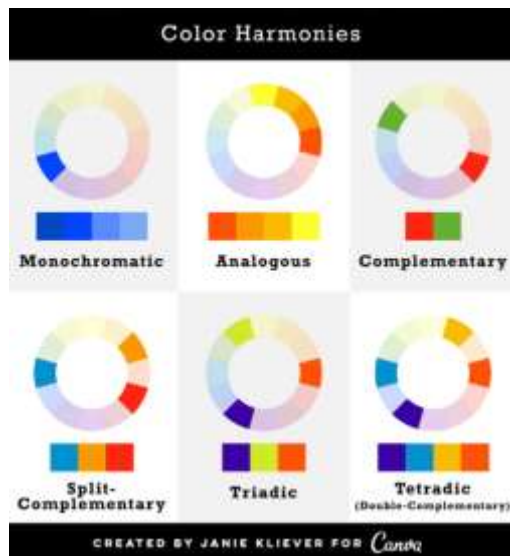 Color Harmonies
Monochromatic
Analogous
Complementary
Split-
Complementary
Triadic
Tetradic
(Double-Complementary)
CREATED BY JANIE KLIEVER FOR Canva